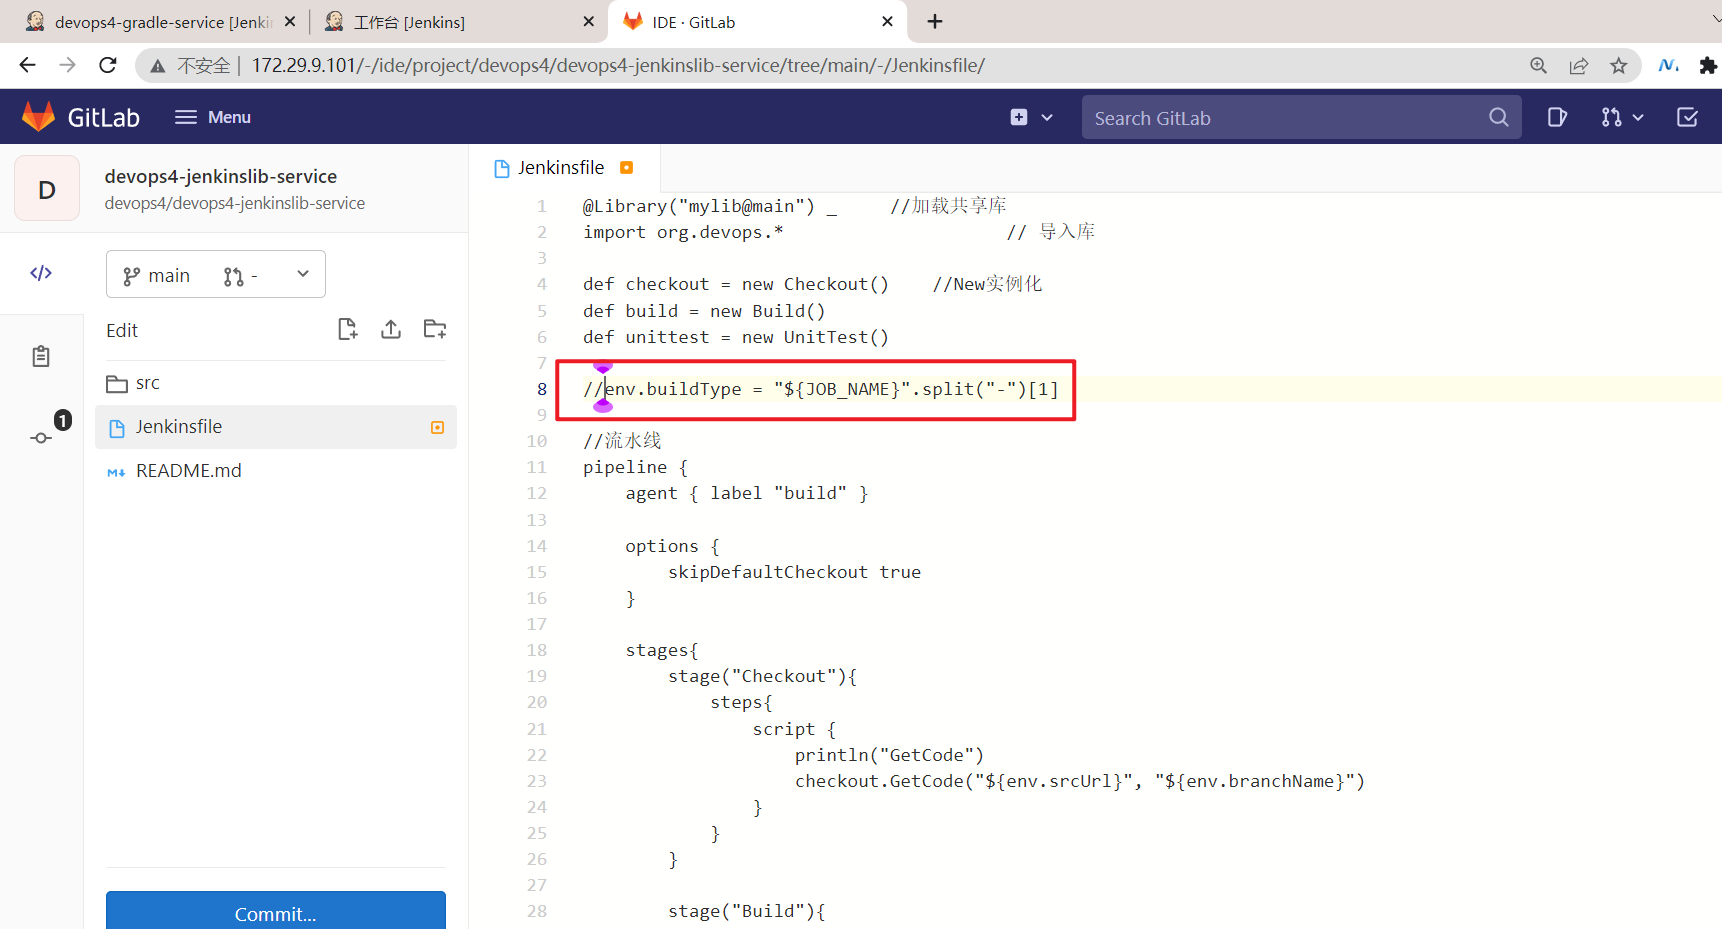 devops4-gradle-service [Jenki
工作台 [Jenkins]
IDE · GitLab
不安全 | 172.29.9.101/-/ide/project/devops4/devops4-jenkinslib-service/tree/main/-/Jenkinsfile/
GitLab Menu Search GitLab
D
devops4-jenkinslib-service
devops4/devops4-jenkinslib-service
main -
Edit
src
1
Jenkinsfile
README.md
Commit...
Jenkinsfile
1 @Library("mylib@main") _ //加载共享库
2 import org.devops.* // 导入库
3
4 def checkout = new Checkout() //New实例化
5 def build = new Build()
6 def unittest = new UnitTest()
7
8 //env.buildType = "${JOB_NAME}".split("-")[1]
9
10 //流水线
11 pipeline {
12 agent { label "build" }
13
14 options {
15 skipDefaultCheckout true
16 }
17
18 stages{
19 stage("Checkout"){
20 steps{
21 script {
22 println("GetCode")
23 checkout.GetCode("${env.srcUrl}", "${env.branchName}")
24 }
25 }
26 }
27
28 stage("Build"){